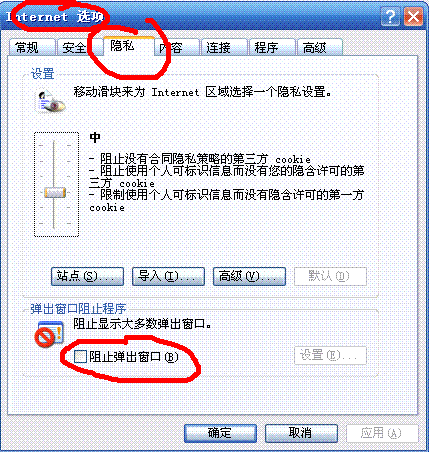 Internet 选项
常规 安全 隐私 内容 连接 程序 高级
设置
移动滑块来为 Internet 区域选择一个隐私设置。
中
- 阻止没有合同隐私策略的第三方 cookie
- 阻止使用个人可标识信息而没有您的隐含许可的第
三方 cookie
- 限制使用个人可标识信息而没有隐含许可的第一方
cookie
站点(S)... 导入(I)... 高级(V)... 默认(D)
弹出窗口阻止程序
阻止显示大多数弹出窗口。
阻止弹出窗口(B) 设置(E)...
确定 取消 应用(A)